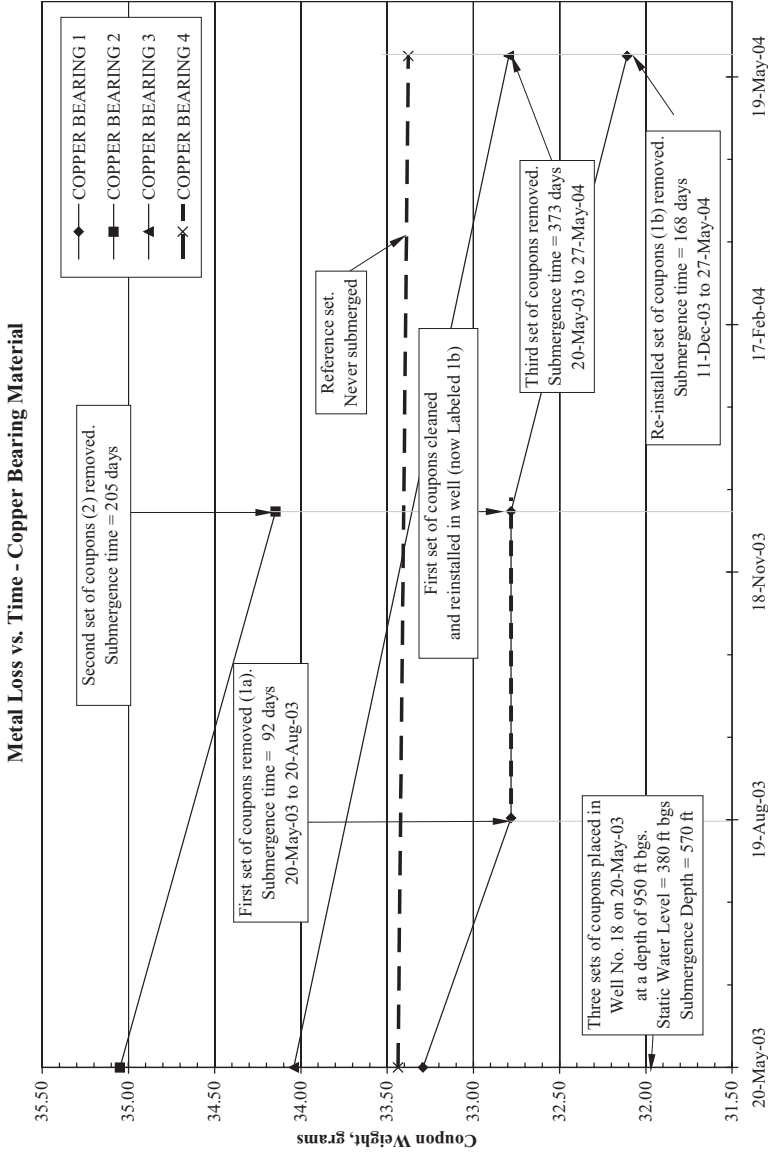 Metal Loss vs. Time - Copper Bearing Material
COPPER BEARING 1
COPPER BEARING 2
COPPER BEARING 3
COPPER BEARING 4
Second set of coupons (2) removed.
Submergence time = 205 days
Reference set.
Never submerged
First set of coupons removed (1a).
Submergence time = 92 days
20-May-03 to 20-Aug-03
First set of coupons cleaned
and reinstalled in well (now Labeled 1b)
Third set of coupons removed.
Submergence time = 373 days
20-May-03 to 27-May-04
Three sets of coupons placed in
Well No. 18 on 20-May-03
at a depth of 950 ft bgs.
Static Water Level = 380 ft bgs
Submergence Depth = 570 ft
Re-installed set of coupons (1b) removed.
Submergence time = 168 days
11-Dec-03 to 27-May-04
Coupon Weight, grams
35.50
35.00
34.50
34.00
33.50
33.00
32.50
32.00
31.50
20-May-03
19-Aug-03
18-Nov-03
17-Feb-04
19-May-04